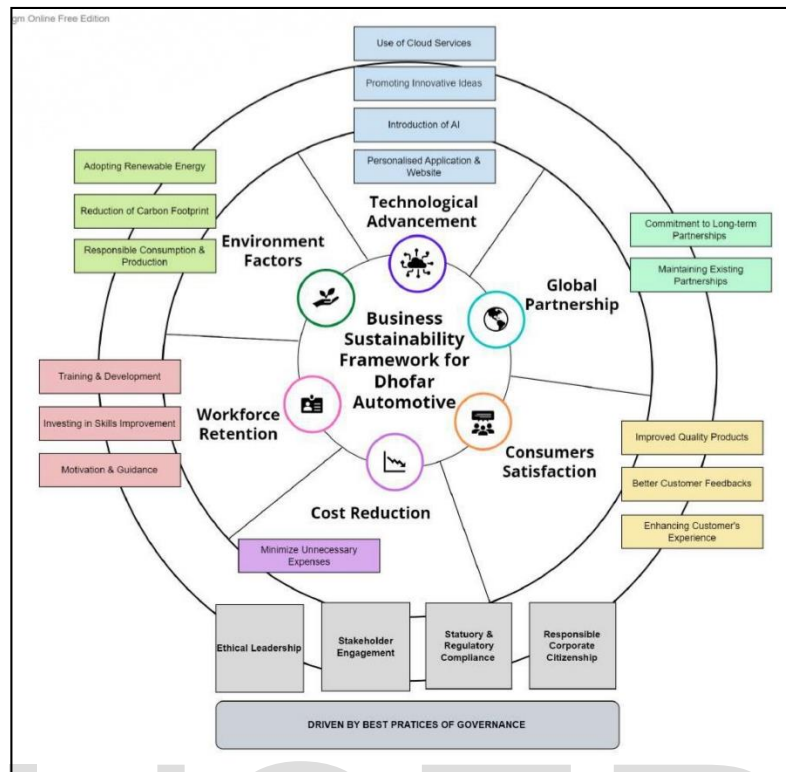 gm Online Free Edition
Use of Cloud Services
Promoting Innovative Ideas
Introduction of AI
Personalised Application &
Website
Adopting Renewable Energy
Reduction of Carbon Footprint
Responsible Consumption &
Production
Technological
Advancement
Environment
Factors
Commitment to Long-term
Partnerships
Maintaining Existing
Partnerships
Global
Partnership
Business
Sustainability
Framework for
Dhofar
Automotive
Training & Development
Investing in Skills Improvement
Motivation & Guidance
Workforce
Retention
Consumers
Satisfaction
Improved Quality Products
Better Customer Feedbacks
Enhancing Customer's
Experience
Cost Reduction
Minimize Unnecessary
Expenses
Ethical Leadership
Stakeholder
Engagement
Statuory &
Regulatory
Compliance
Responsible
Corporate
Citizenship
DRIVEN BY BEST PRATICES OF GOVERNANCE